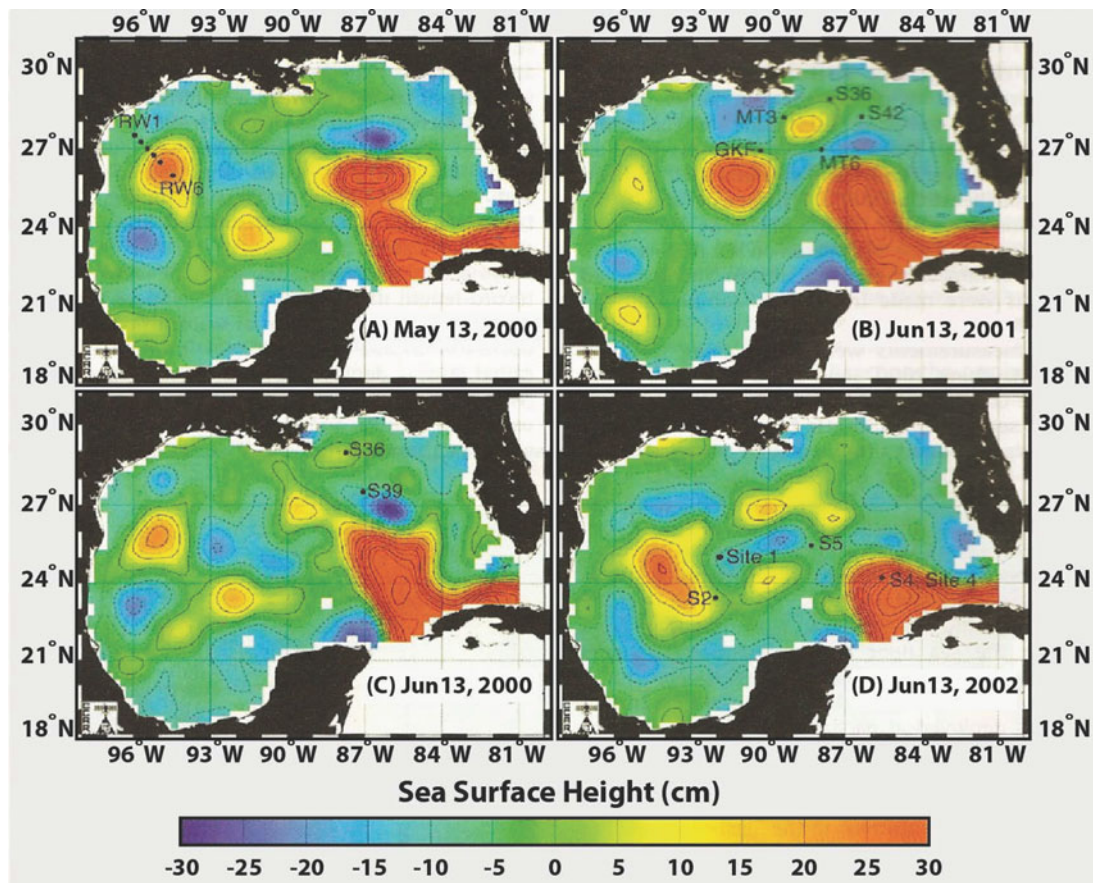 96° W 93° W 90° W 87° W 84° W 81° W
96° W 93° W 90° W 87° W 84° W 81° W
30° N
27° N
24° N
21° N
18° N
RW1
RW6
(A) May 13, 2000
S36
MT3
S42
GKF
MT6
(B) Jun13, 2001
30° N
27° N
24° N
21° N
18° N
30° N
27° N
24° N
21° N
18° N
S36
S39
(C) Jun13, 2000
Site 1
S5
S4, Site 4
S2
(D) Jun13, 2002
30° N
27° N
24° N
21° N
18° N
96° W 93° W 90° W 87° W 84° W 81° W
96° W 93° W 90° W 87° W 84° W 81° W
Sea Surface Height (cm)
-30 -25 -20 -15 -10 -5 0 5 10 15 20 25 30